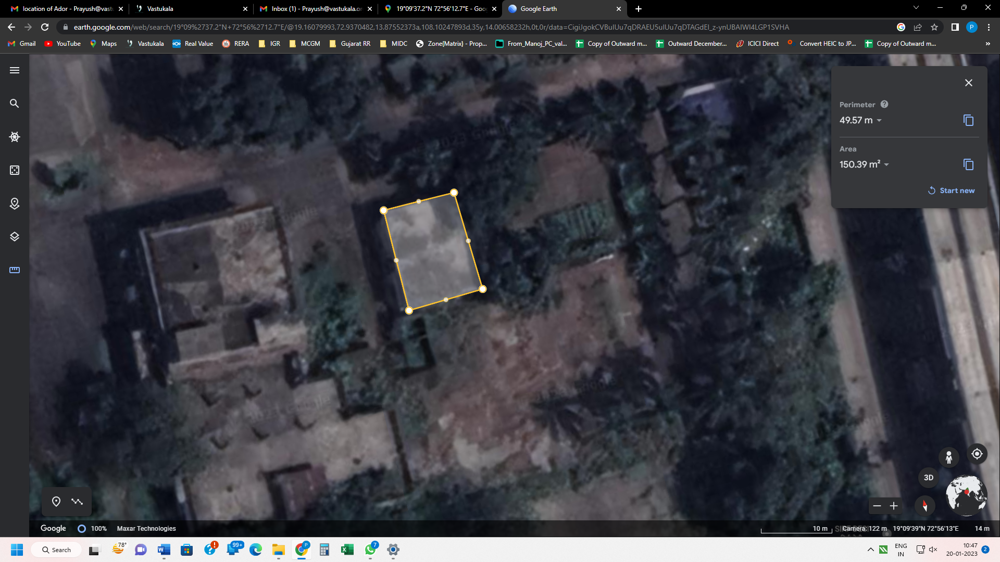 location of Ador - Prayush@vastu
Vastukala
Inbox (1) - Prayush@vastukala.or
19°09'37.2"N 72°56'12.7"E - Goog
Google Earth
earth.google.com/web/search/19°09%2737.2"N+72°56%2712.7"E/@19.16079993,72.9370482,13.87552373a,108.10247893d,35y,14.00658232h,0t,0r/data=
Gmail
YouTube
Maps
Vastukala
Real Value
RERA
IGR
MCGM
Gujarat RR
MIDC
Zone{Matrix} - Prop...
From_Manoj_PC_val...
Copy of Outward m...
Outward December...
ICICI Direct
Convert HEIC to JP...
Copy of Outward m...
Perimeter
49.57 m
Area
150.39 m²
Start new
3D
Google
100%
Maxar Technologies
10 m
Camera: 122 m
19°09'39"N 72°56'13"E
14 m
78°
Search
99+
7
ENG
IN
10:47
20-01-2023
2